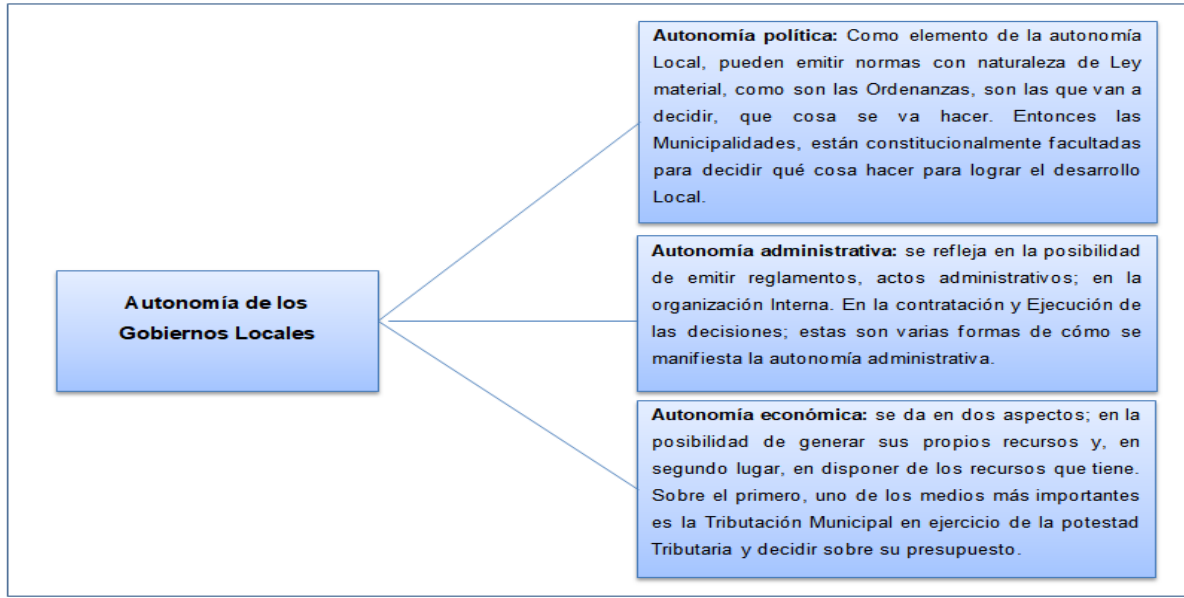 Autonomía de los
Gobiernos Locales
Autonomía política: Como elemento de la autonomía
Local, pueden emitir normas con naturaleza de Ley
material, como son las Ordenanzas, son las que van a
decidir, que cosa se va hacer. Entonces las
Municipalidades, están constitucionalmente facultadas
para decidir qué cosa hacer para lograr el desarrollo
Local.
Autonomía administrativa: se refleja en la posibilidad
de emitir reglamentos, actos administrativos; en la
organización Interna. En la contratación y Ejecución de
las decisiones; estas son varias formas de cómo se
manifiesta la autonomía administrativa.
Autonomía económica: se da en dos aspectos; en la
posibilidad de generar sus propios recursos y, en
segundo lugar, en disponer de los recursos que tiene.
Sobre el primero, uno de los medios más importantes
es la Tributación Municipal en ejercicio de la potestad
Tributaria y decidir sobre su presupuesto.